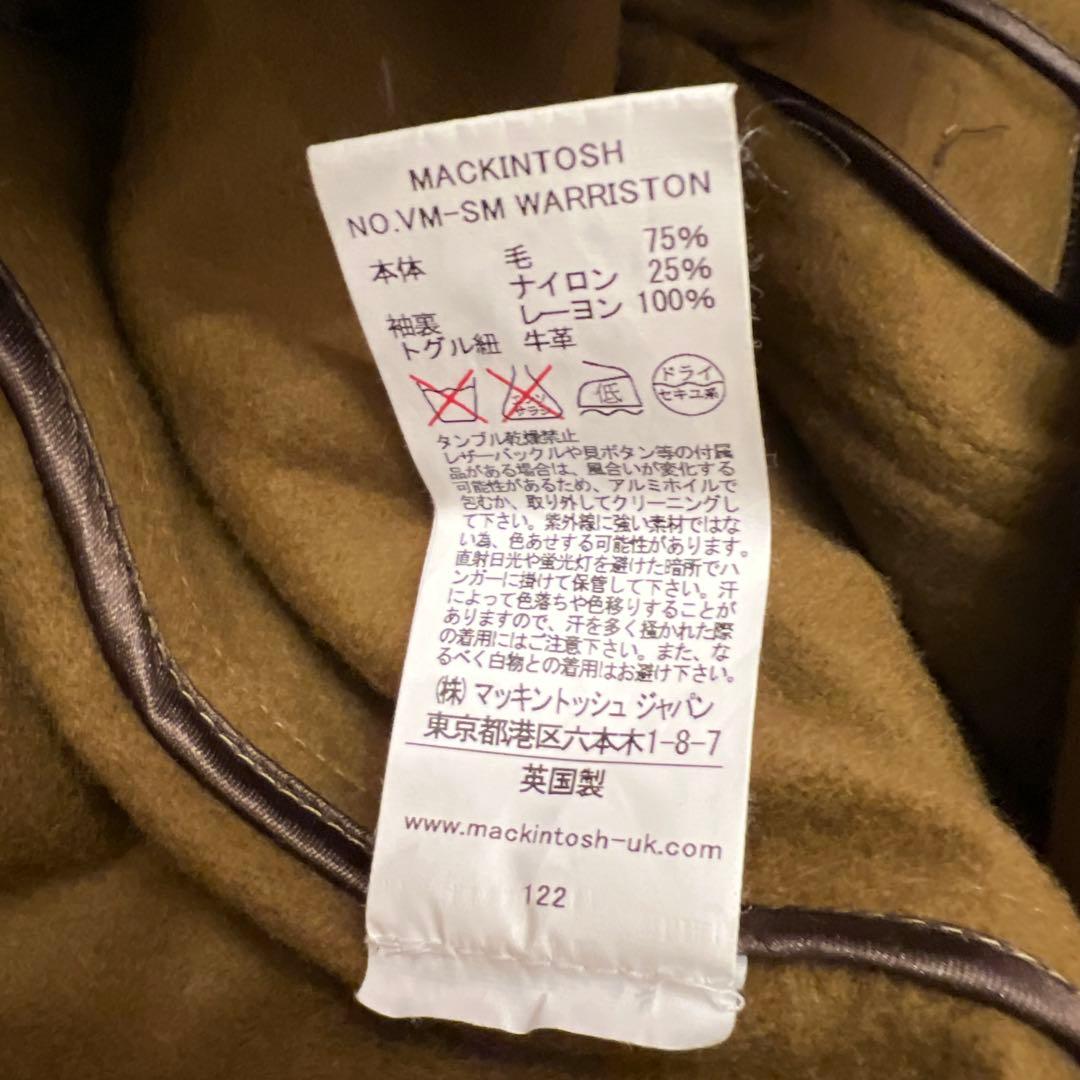 MACKINTOSH
NO.VM-SM WARRISTON
本体 毛 75%
ナイロン 25%
袖裏 レーヨン 100%
トグル紐 牛革
低 ドライ
セキユ系
タンブル乾燥禁止
レザーバックルや貝ボタン等の付属
品がある場合は、風合いが変化する
可能性があるため、アルミホイルで
包むか、取り外してクリーニングし
て下さい。紫外線に強い素材ではな
い為、色あせする可能性があります。
直射日光や蛍光灯を避けた暗所でハ
ンガーに掛けて保管して下さい。汗
によって色落ちや色移りすることが
ありますので、汗を多く掻かれた際
の着用にはご注意下さい。また、な
るべく白物との着用はお避け下さい。
㈱ マッキントッシュ ジャパン
東京都港区六本木1-8-7
英国製
www.mackintosh-uk.com
122